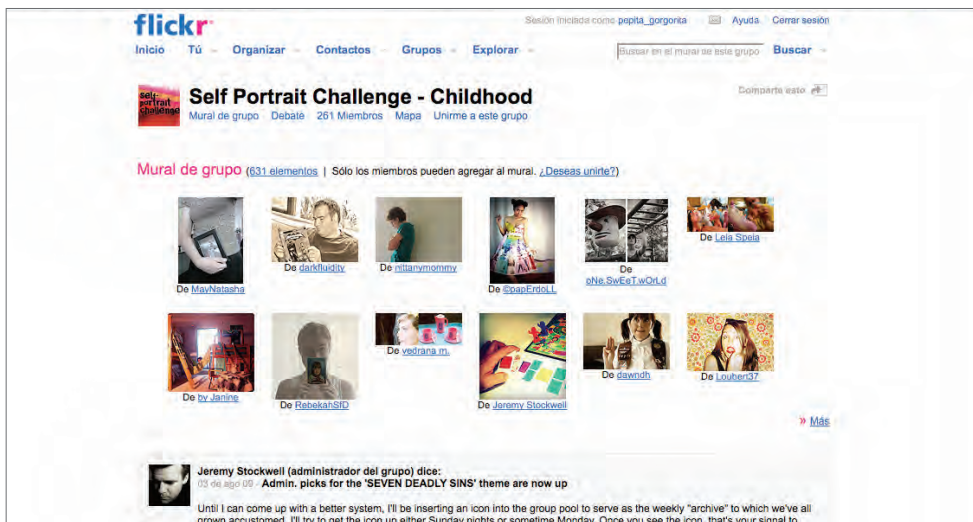 flickr
Sesión iniciada como pepita_gorgorita Ayuda Cerrar sesión
Inicio Tú Organizar Contactos Grupos Explorar
Buscar en el mural de este grupo Buscar
self-portrait challenge
Self Portrait Challenge - Childhood
Comparte esto
Mural de grupo Debate 261 Miembros Mapa Unirme a este grupo
Mural de grupo (631 elementos | Sólo los miembros pueden agregar al mural. ¿Deseas unirte?)
De MayNatasha
De darkfluidity
De nittanymommy
De ©papErdoLL
De
pNe.SwEeT.wOrLd
De Lela Speia
De by Janine
De RebekahSfD
De vedrana m.
De Jeremy Stockwell
De dawndh
De Loubert37
» Más
Jeremy Stockwell (administrador del grupo) dice:
03 de ago 09 - Admin. picks for the 'SEVEN DEADLY SiNS' theme are now up
Until I can come up with a better system, I'll be inserting an icon into the group pool to serve as the weekly "archive" to which we've all
grown accustomed. I'll try to get the icon up either Sunday nights or sometime Monday. Once you see the icon, that's your signal to